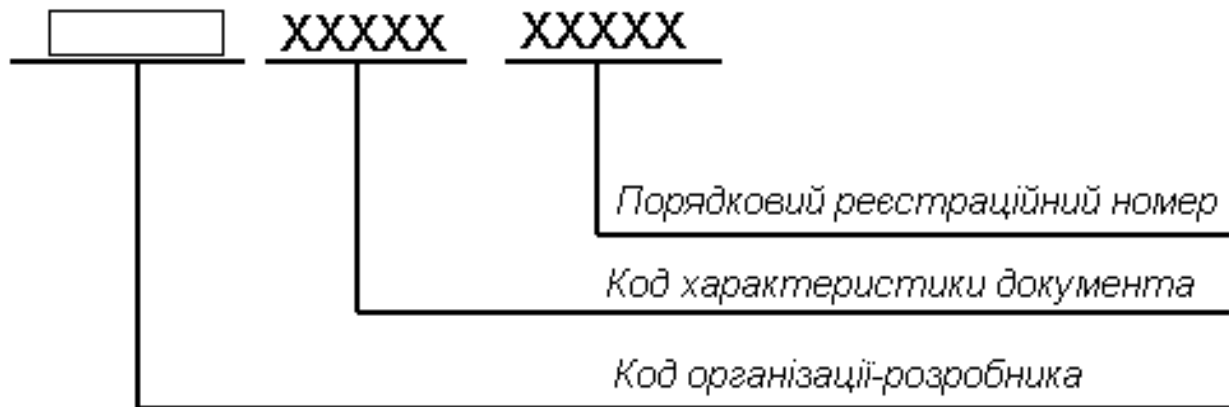 XXXXX XXXXX
Порядковий реєстраційний номер
Код характеристики документа
Код організації-розробника